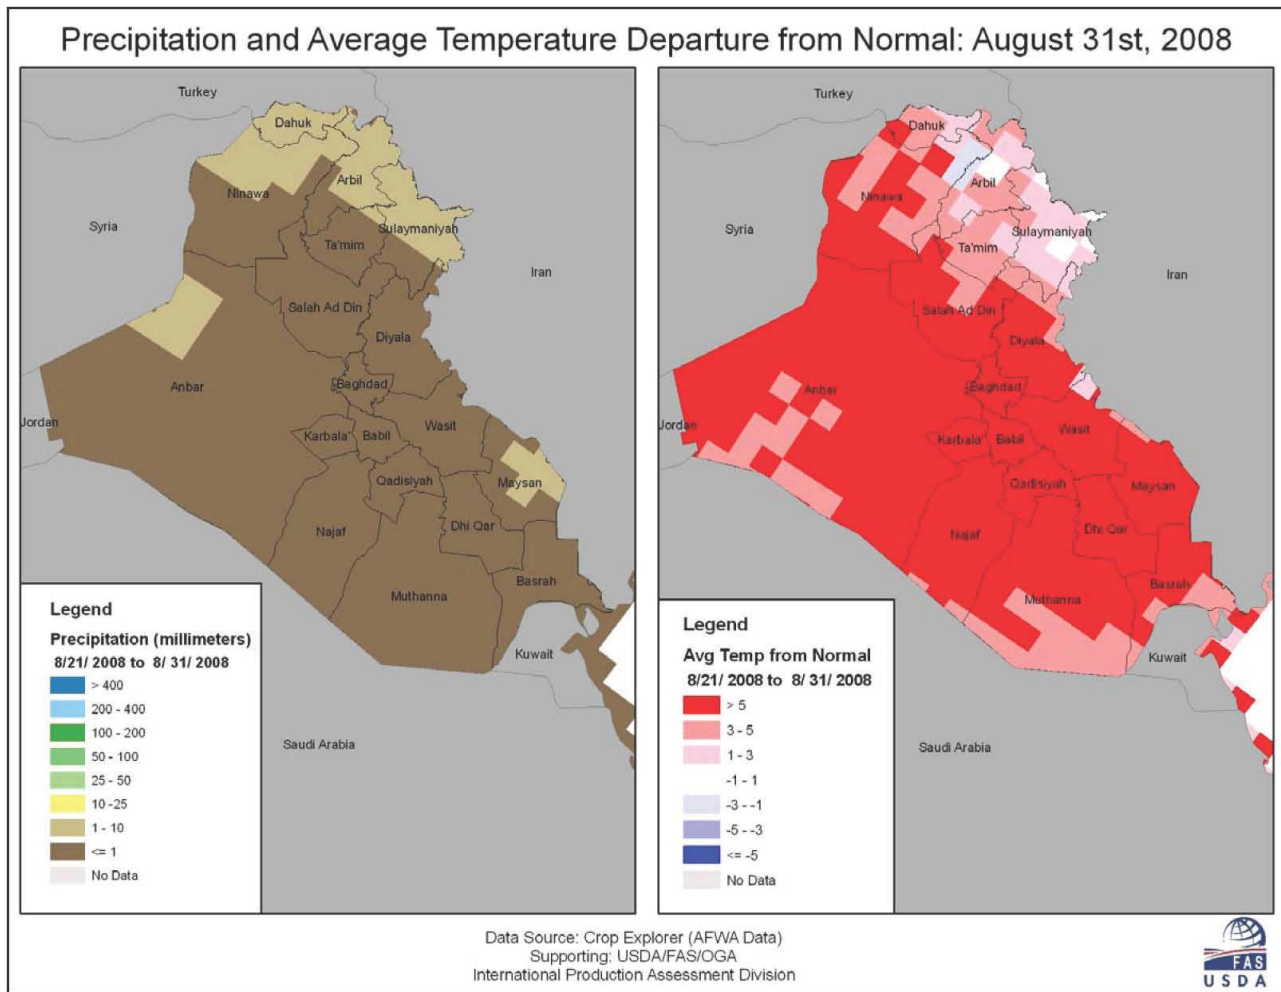 Precipitation and Average Temperature Departure from Normal: August 31st, 2008
Turkey
Dahuk
Arbil
Ninawa
Syria
Sulaymaniyah
Ta'mim
Iran
Salah Ad Din
Diyala
Baghdad
Anbar
Jordan
Karbala'
Babil
Wasit
Qadisiyah
Maysan
Najaf
Dhi Qar
Basrah
Muthanna
Kuwait
Saudi Arabia
Legend
Precipitation (millimeters)
8/21/ 2008 to 8/ 31/ 2008
> 400
200 - 400
100 - 200
50 - 100
25 - 50
10 -25
1 - 10
<= 1
No Data
Turkey
Dahuk
Arbil
Ninawa
Syria
Sulaymaniyah
Ta'mim
Iran
Salah Ad Din
Diyala
Baghdad
Anbar
Jordan
Karbala'
Babil
Wasit
Qadisiyah
Maysan
Najaf
Dhi Qar
Basrah
Muthanna
Kuwait
Saudi Arabia
Legend
Avg Temp from Normal
8/21/ 2008 to 8/ 31/ 2008
> 5
3 - 5
1 - 3
-1 - 1
-3 - -1
-5 - -3
<= -5
No Data
Data Source: Crop Explorer (AFWA Data)
Supporting: USDA/FAS/OGA
International Production Assessment Division
FAS
USDA